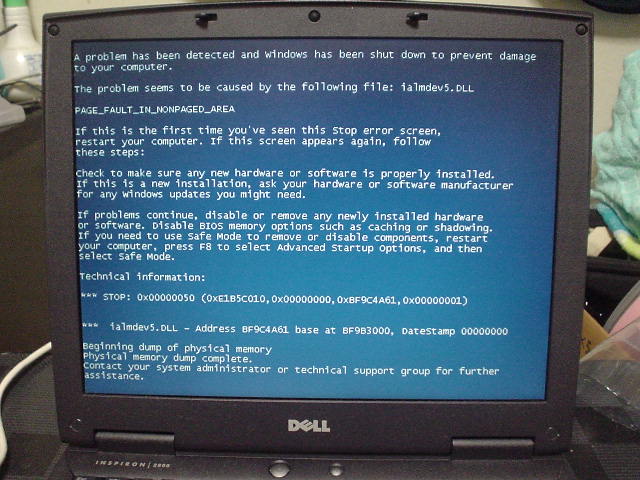 A problem has been detected and Windows has been shut down to prevent damage
to your computer.
The problem seems to be caused by the following file: ialmdev5.DLL
PAGE_FAULT_IN_NONPAGED_AREA
If this is the first time you've seen this Stop error screen,
restart your computer. If this screen appears again, follow
these steps:
Check to make sure any new hardware or software is properly installed.
If this is a new installation, ask your hardware or software manufacturer
for any Windows updates you might need.
If problems continue, disable or remove any newly installed hardware
or software. Disable BIOS memory options such as caching or shadowing.
If you need to use Safe Mode to remove or disable components, restart
your computer, press F8 to select Advanced Startup Options, and then
select Safe Mode.
Technical information:
*** STOP: 0x00000050 (0xE1B5C010,0x00000000,0xBF9C4A61,0x00000001)
*** ialmdev5.DLL - Address BF9C4A61 base at BF9B3000, DateStamp 00000000
Beginning dump of physical memory
Physical memory dump complete.
Contact your system administrator or technical support group for further
assistance.
DELL
INSPIRON